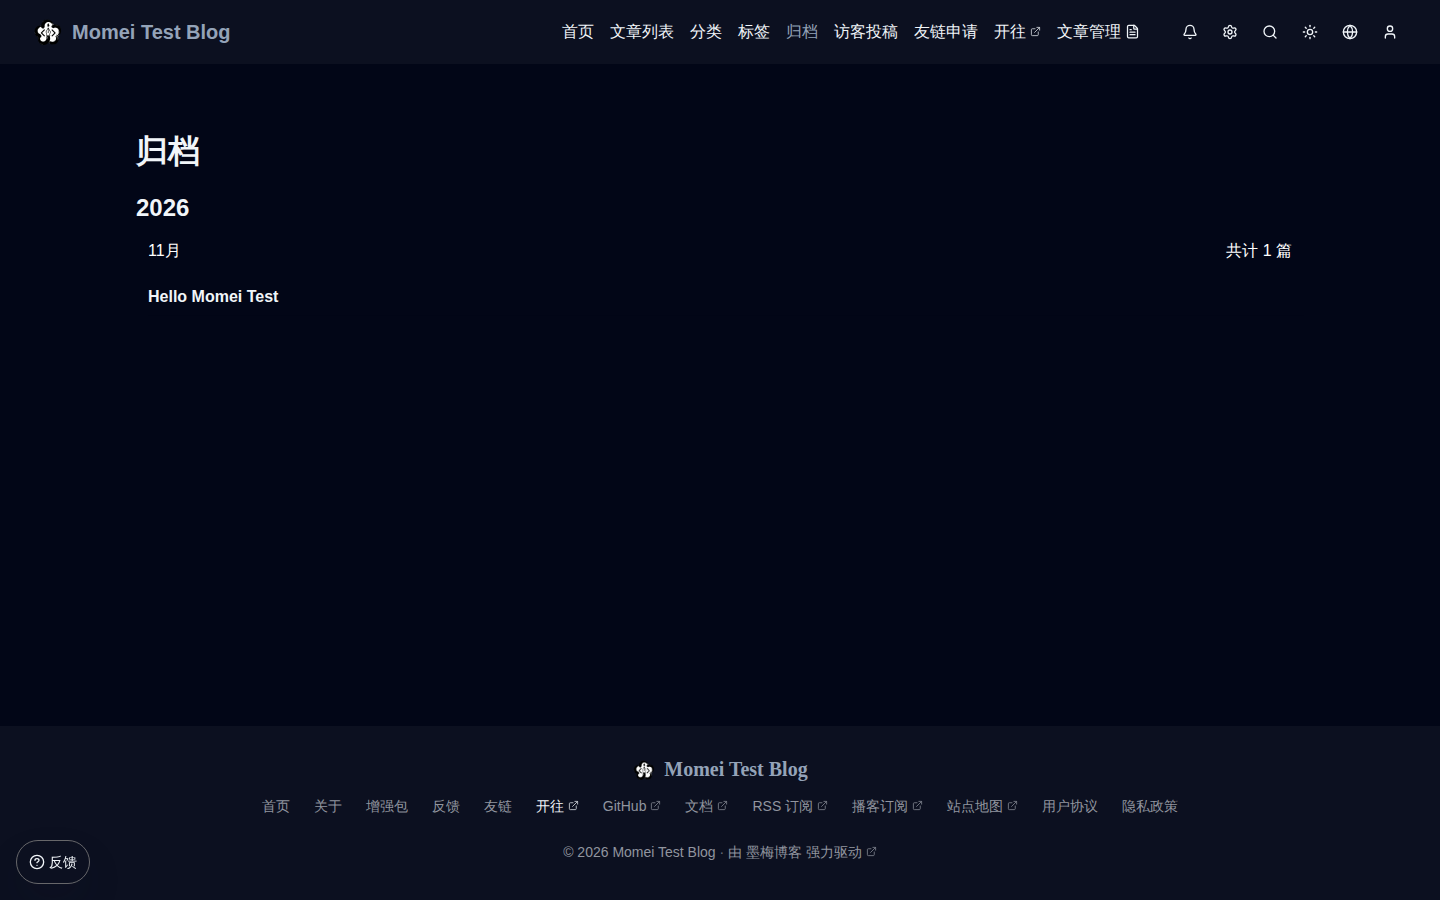 Momei Test Blog 首页 文章列表 分类 标签 归档 访客投稿 友链申请 开往 文章管理
归档
2026
11月 共计 1 篇
Hello Momei Test
Momei Test Blog
首页 关于 增强包 反馈 友链 开往 GitHub 文档 RSS 订阅 播客订阅 站点地图 用户协议 隐私政策
© 2026 Momei Test Blog · 由 墨梅博客 强力驱动
反馈